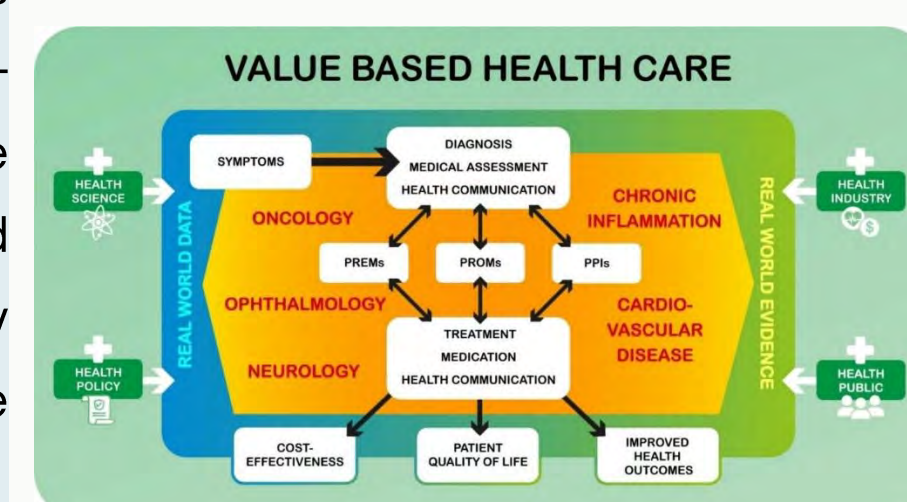 VALUE BASED HEALTH CARE
SYMPTOMS
DIAGNOSIS
MEDICAL ASSESSMENT
HEALTH COMMUNICATION
HEALTH
SCIENCE
HEALTH
INDUSTRY
REAL WORLD DATA
ONCOLOGY
CHRONIC
INFLAMMATION
REAL WORLD EVIDENCE
PREMs
PROMs
PPIs
OPHTHALMOLOGY
CARDIO-
VASCULAR
DISEASE
NEUROLOGY
TREATMENT
MEDICATION
HEALTH COMMUNICATION
HEALTH
POLICY
HEALTH
PUBLIC
COST-
EFFECTIVENESS
PATIENT
QUALITY OF LIFE
IMPROVED
HEALTH
OUTCOMES